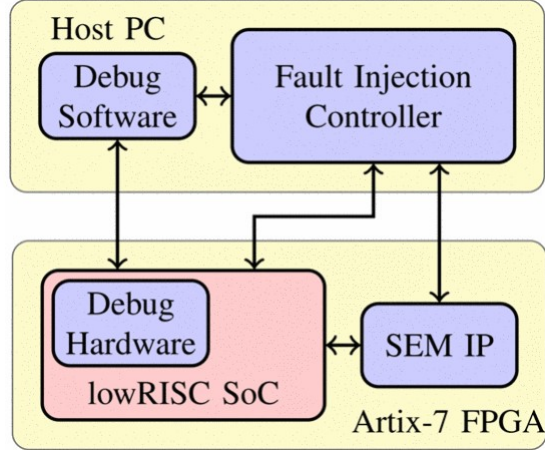 Host PC
Debug
Software
Fault Injection
Controller
Debug
Hardware
lowRISC SoC
SEM IP
Artix-7 FPGA